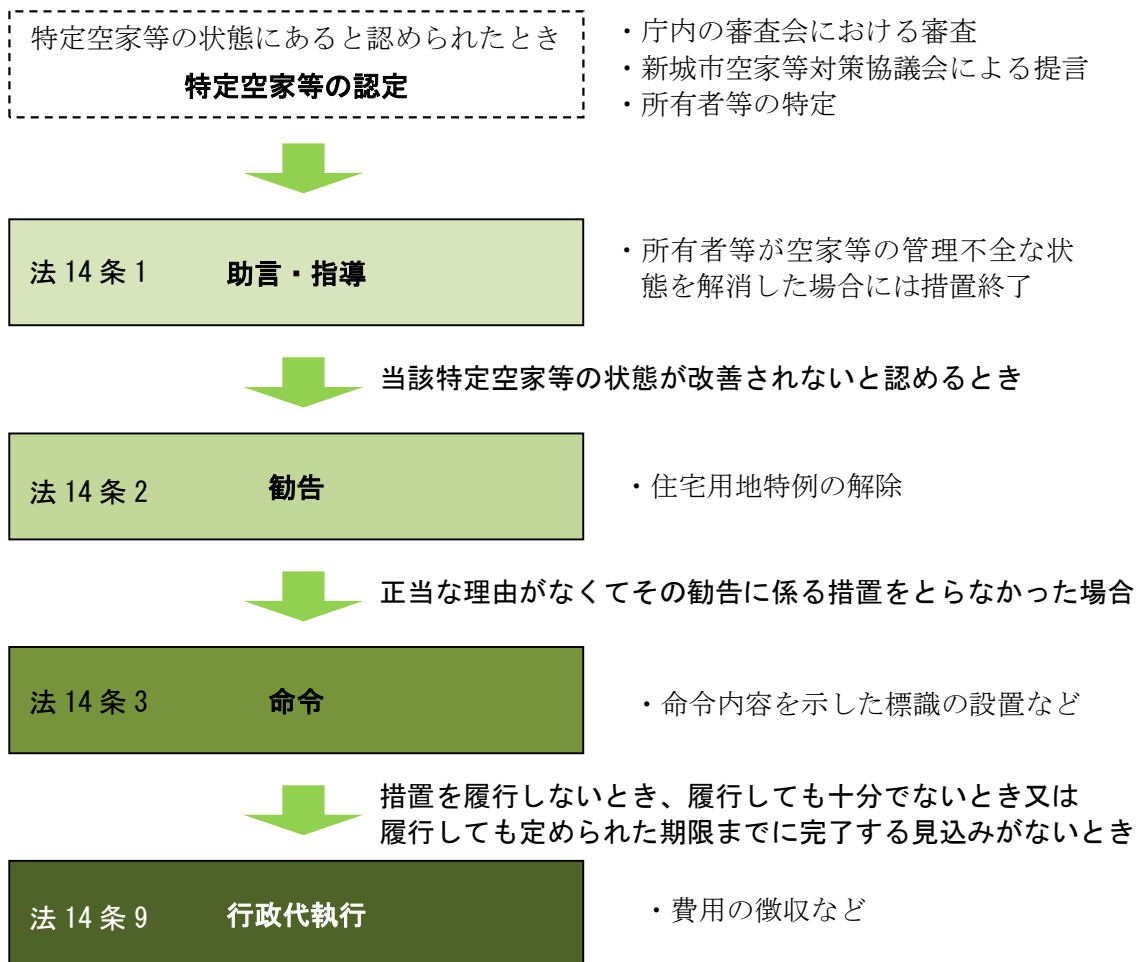 特定空家等の状態にあると認められたとき
特定空家等の認定
・庁内の審査会における審査
・新城市空家等対策協議会による提言
・所有者等の特定
法 14 条 1 助言・指導
・所有者等が空家等の管理不全な状
態を解消した場合には措置終了
当該特定空家等の状態が改善されないと認めるとき
法 14 条 2 勧告
・住宅用地特例の解除
正当な理由がなくてその勧告に係る措置をとらなかった場合
法 14 条 3 命令
・命令内容を示した標識の設置など
措置を履行しないとき、履行しても十分でないとき又は
履行しても定められた期限までに完了する見込みがないとき
法 14 条 9 行政代執行
・費用の徴収など